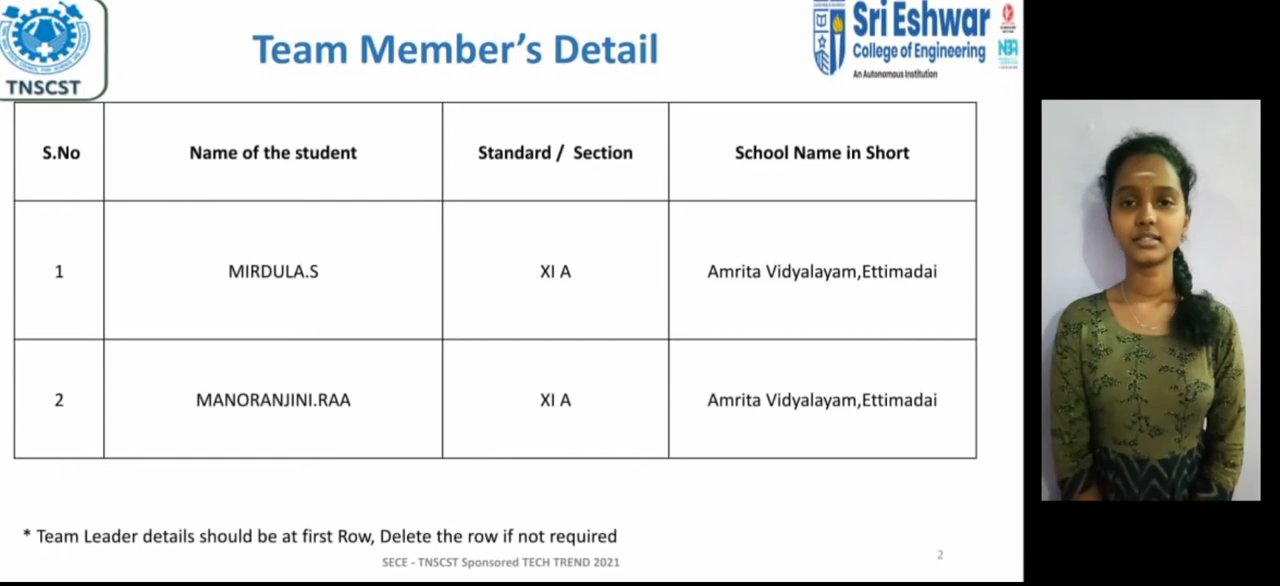 TNSCST
Team Member's Detail
Sri Eshwar
College of Engineering
An Autonomous Institution
NBA
S.No
Name of the student
Standard / Section
School Name in Short
1
MIRDULA.S
XI A
Amrita Vidyalayam,Ettimadai
2
MANORANJINI.RAA
XI A
Amrita Vidyalayam,Ettimadai
* Team Leader details should be at first Row, Delete the row if not required
SECE - TNSCST Sponsored TECH TREND 2021
2